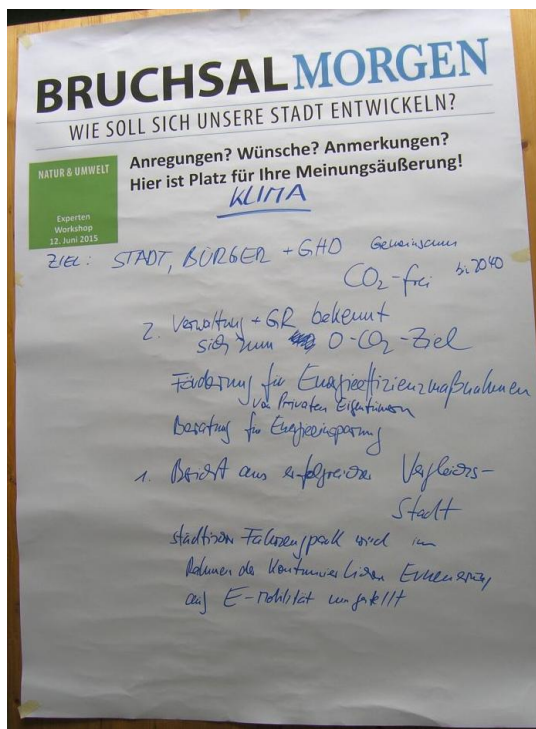 BRUCHSAL MORGEN
WIE SOLL SICH UNSERE STADT ENTWICKELN?
NATUR & UMWELT
Experten
Workshop
12. Juni 2015
Anregungen? Wünsche? Anmerkungen?
Hier ist Platz für Ihre Meinungsäußerung!
KLIMA
ZIEL: STADT, BÜRGER + GHD Gemeinsam
CO₂-frei bis 2040
2. Verwaltung + GR bekennt
sich zum 0-CO₂-Ziel
Förderung für Energieeffizienzmaßnahmen
von Privaten Eigentümern
Beratung für Energieeinsparung
1. Bericht aus erfolgreicher Vergleichs-
Stadt
städtischer Fahrzeugpark wird im
Rahmen der Kontinuierlichen Erneuerung
auf E-Mobilität umgestellt